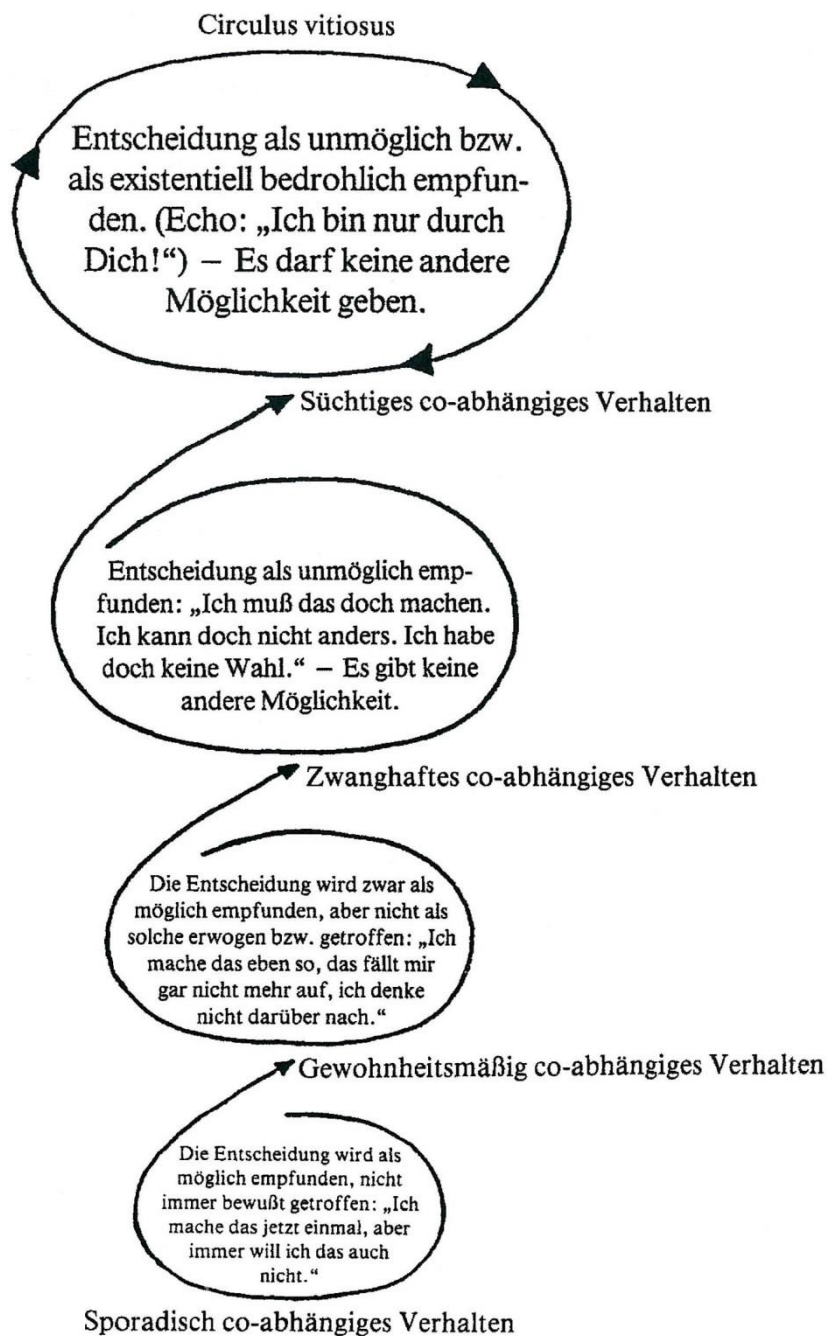 Circulus vitiosus
Entscheidung als unmöglich bzw.
als existentiell bedrohlich empfun-
den. (Echo: „Ich bin nur durch
Dich!“) – Es darf keine andere
Möglichkeit geben.
Süchtiges co-abhängiges Verhalten
Entscheidung als unmöglich emp-
funden: „Ich muß das doch machen.
Ich kann doch nicht anders. Ich habe
doch keine Wahl.“ – Es gibt keine
andere Möglichkeit.
Zwanghaftes co-abhängiges Verhalten
Die Entscheidung wird zwar als
möglich empfunden, aber nicht als
solche erwogen bzw. getroffen: „Ich
mache das eben so, das fällt mir
gar nicht mehr auf, ich denke
nicht darüber nach.“
Gewohnheitsmäßig co-abhängiges Verhalten
Die Entscheidung wird als
möglich empfunden, nicht
immer bewußt getroffen: „Ich
mache das jetzt einmal, aber
immer will ich das auch
nicht.“
Sporadisch co-abhängiges Verhalten